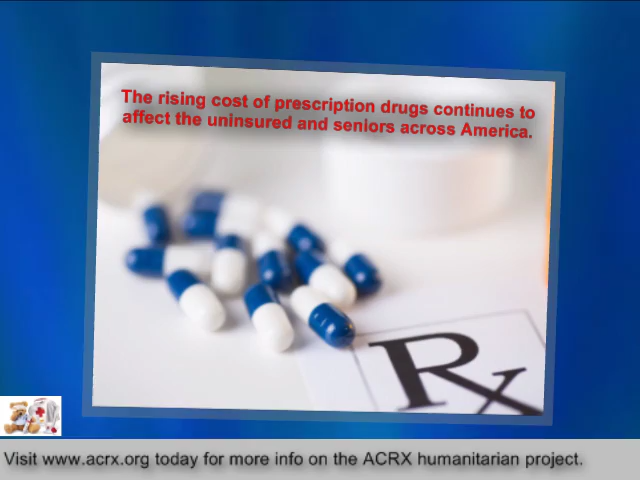 The rising cost of prescription drugs continues to
affect the uninsured and seniors across America.
Rx
Visit www.acrx.org today for more info on the ACRX humanitarian project.